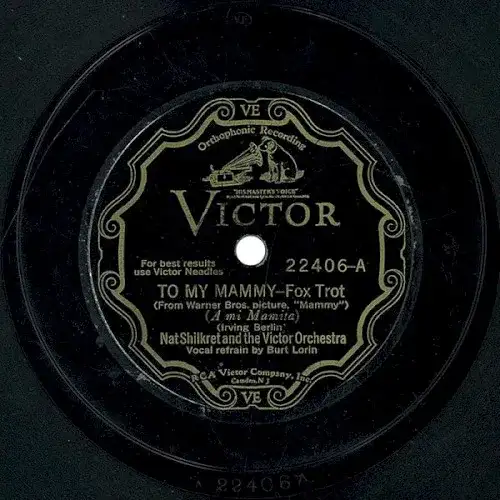 VE
Orthophonic Recording
"HIS MASTER'S VOICE"
VICTOR
For best results
use Victor Needles
22406-A
TO MY MAMMY-Fox Trot
(From Warner Bros. picture, "Mammy")
(A mi Mamita)
(Irving Berlin)
Nat Shilkret and the Victor Orchestra
Vocal refrain by Burt Lorin
RCA Victor Company, Inc.
Camden, N J
VE
22406A